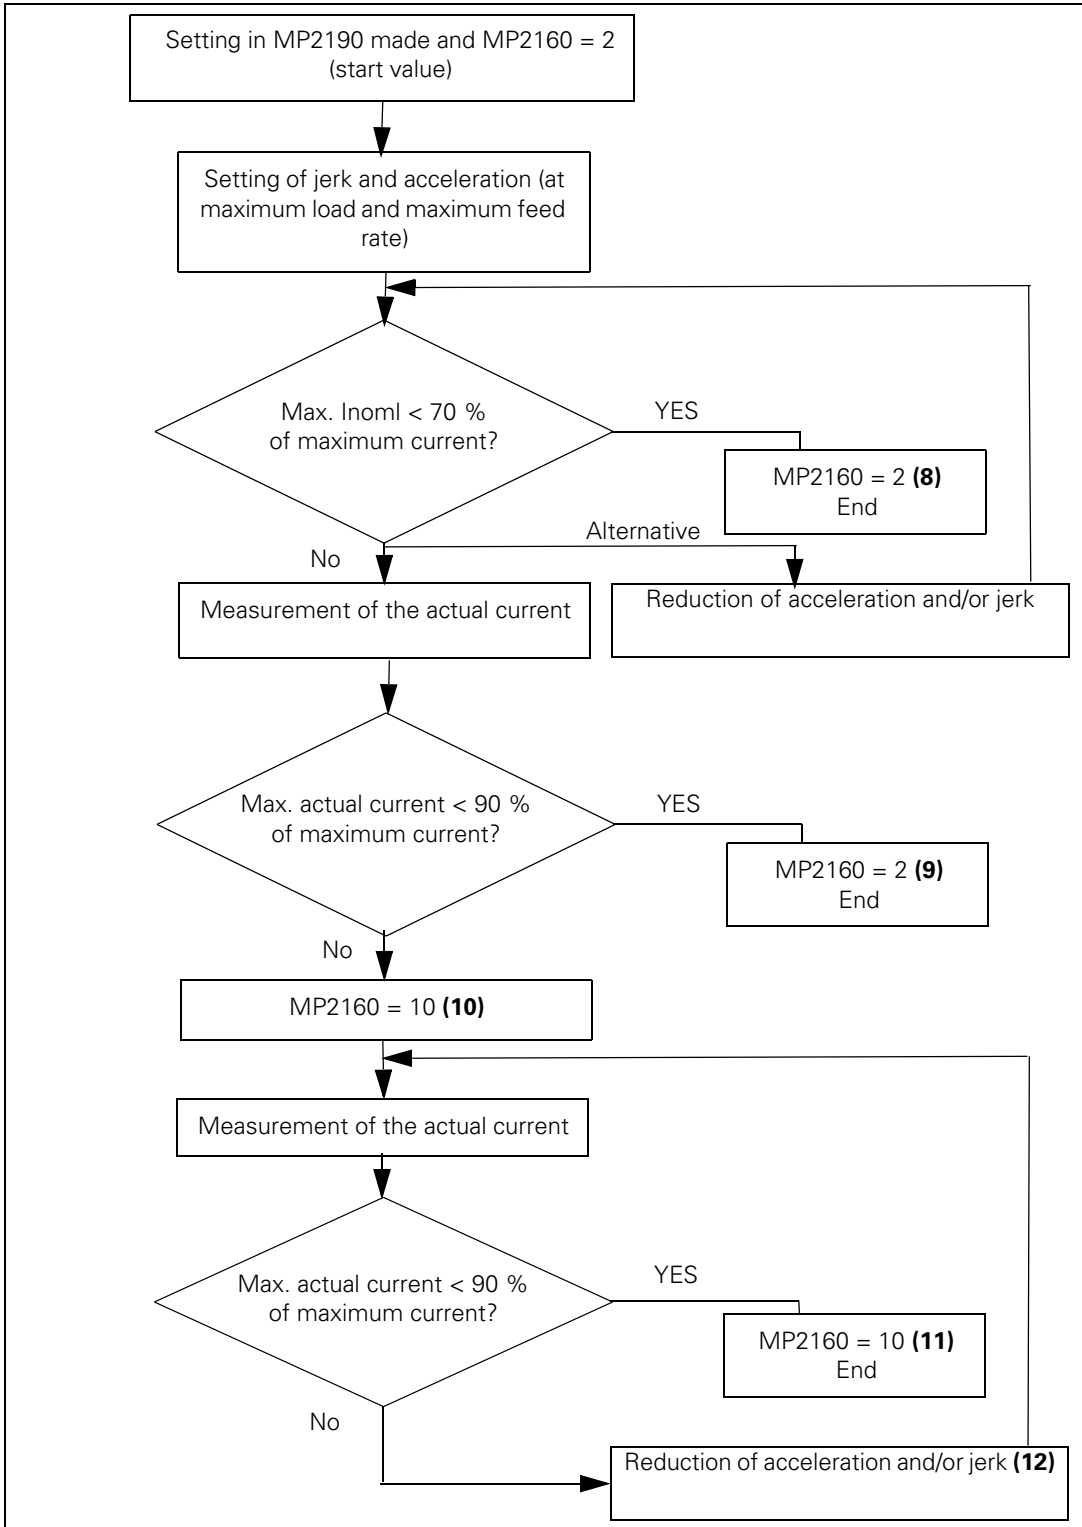 Setting in MP2190 made and MP2160 = 2
(start value)
Setting of jerk and acceleration (at
maximum load and maximum feed
rate)
Max. Inoml < 70 %
of maximum current?
YES
MP2160 = 2 (8)
End
Alternative
No
Measurement of the actual current
Reduction of acceleration and/or jerk
Max. actual current < 90 %
of maximum current?
YES
MP2160 = 2 (9)
End
No
MP2160 = 10 (10)
Measurement of the actual current
Max. actual current < 90 %
of maximum current?
YES
MP2160 = 10 (11)
End
No
Reduction of acceleration and/or jerk (12)